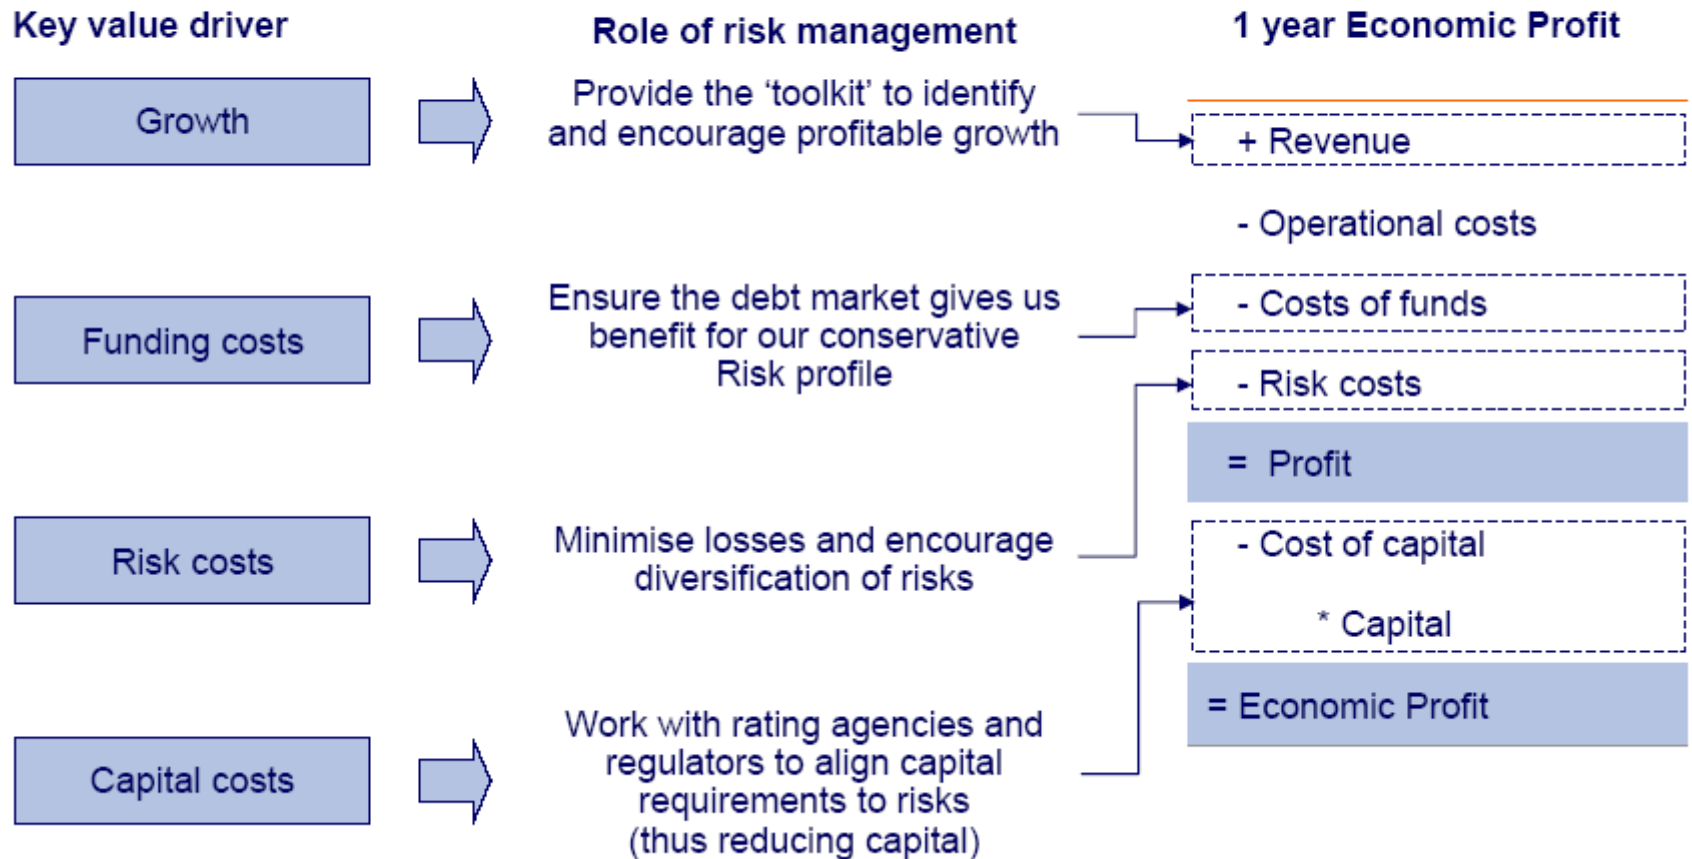 Key value driver
Role of risk management
1 year Economic Profit
Growth
Provide the ‘toolkit’ to identify
and encourage profitable growth
+ Revenue
- Operational costs
Funding costs
Ensure the debt market gives us
benefit for our conservative
Risk profile
- Costs of funds
- Risk costs
= Profit
Risk costs
Minimise losses and encourage
diversification of risks
- Cost of capital
* Capital
= Economic Profit
Capital costs
Work with rating agencies and
regulators to align capital
requirements to risks
(thus reducing capital)